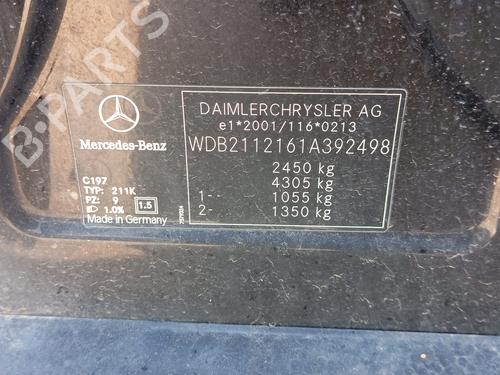 B-PARTS
DAIMLERCHRYSLER AG
e1*2001/116*0213
WDB2112161A392498
2450 kg
4305 kg
1-- 1055 kg
2- 1350 kg
Mercedes-Benz
C197
TYP: 211K
PZ: 9
1.0% 1.5
Made in Germany